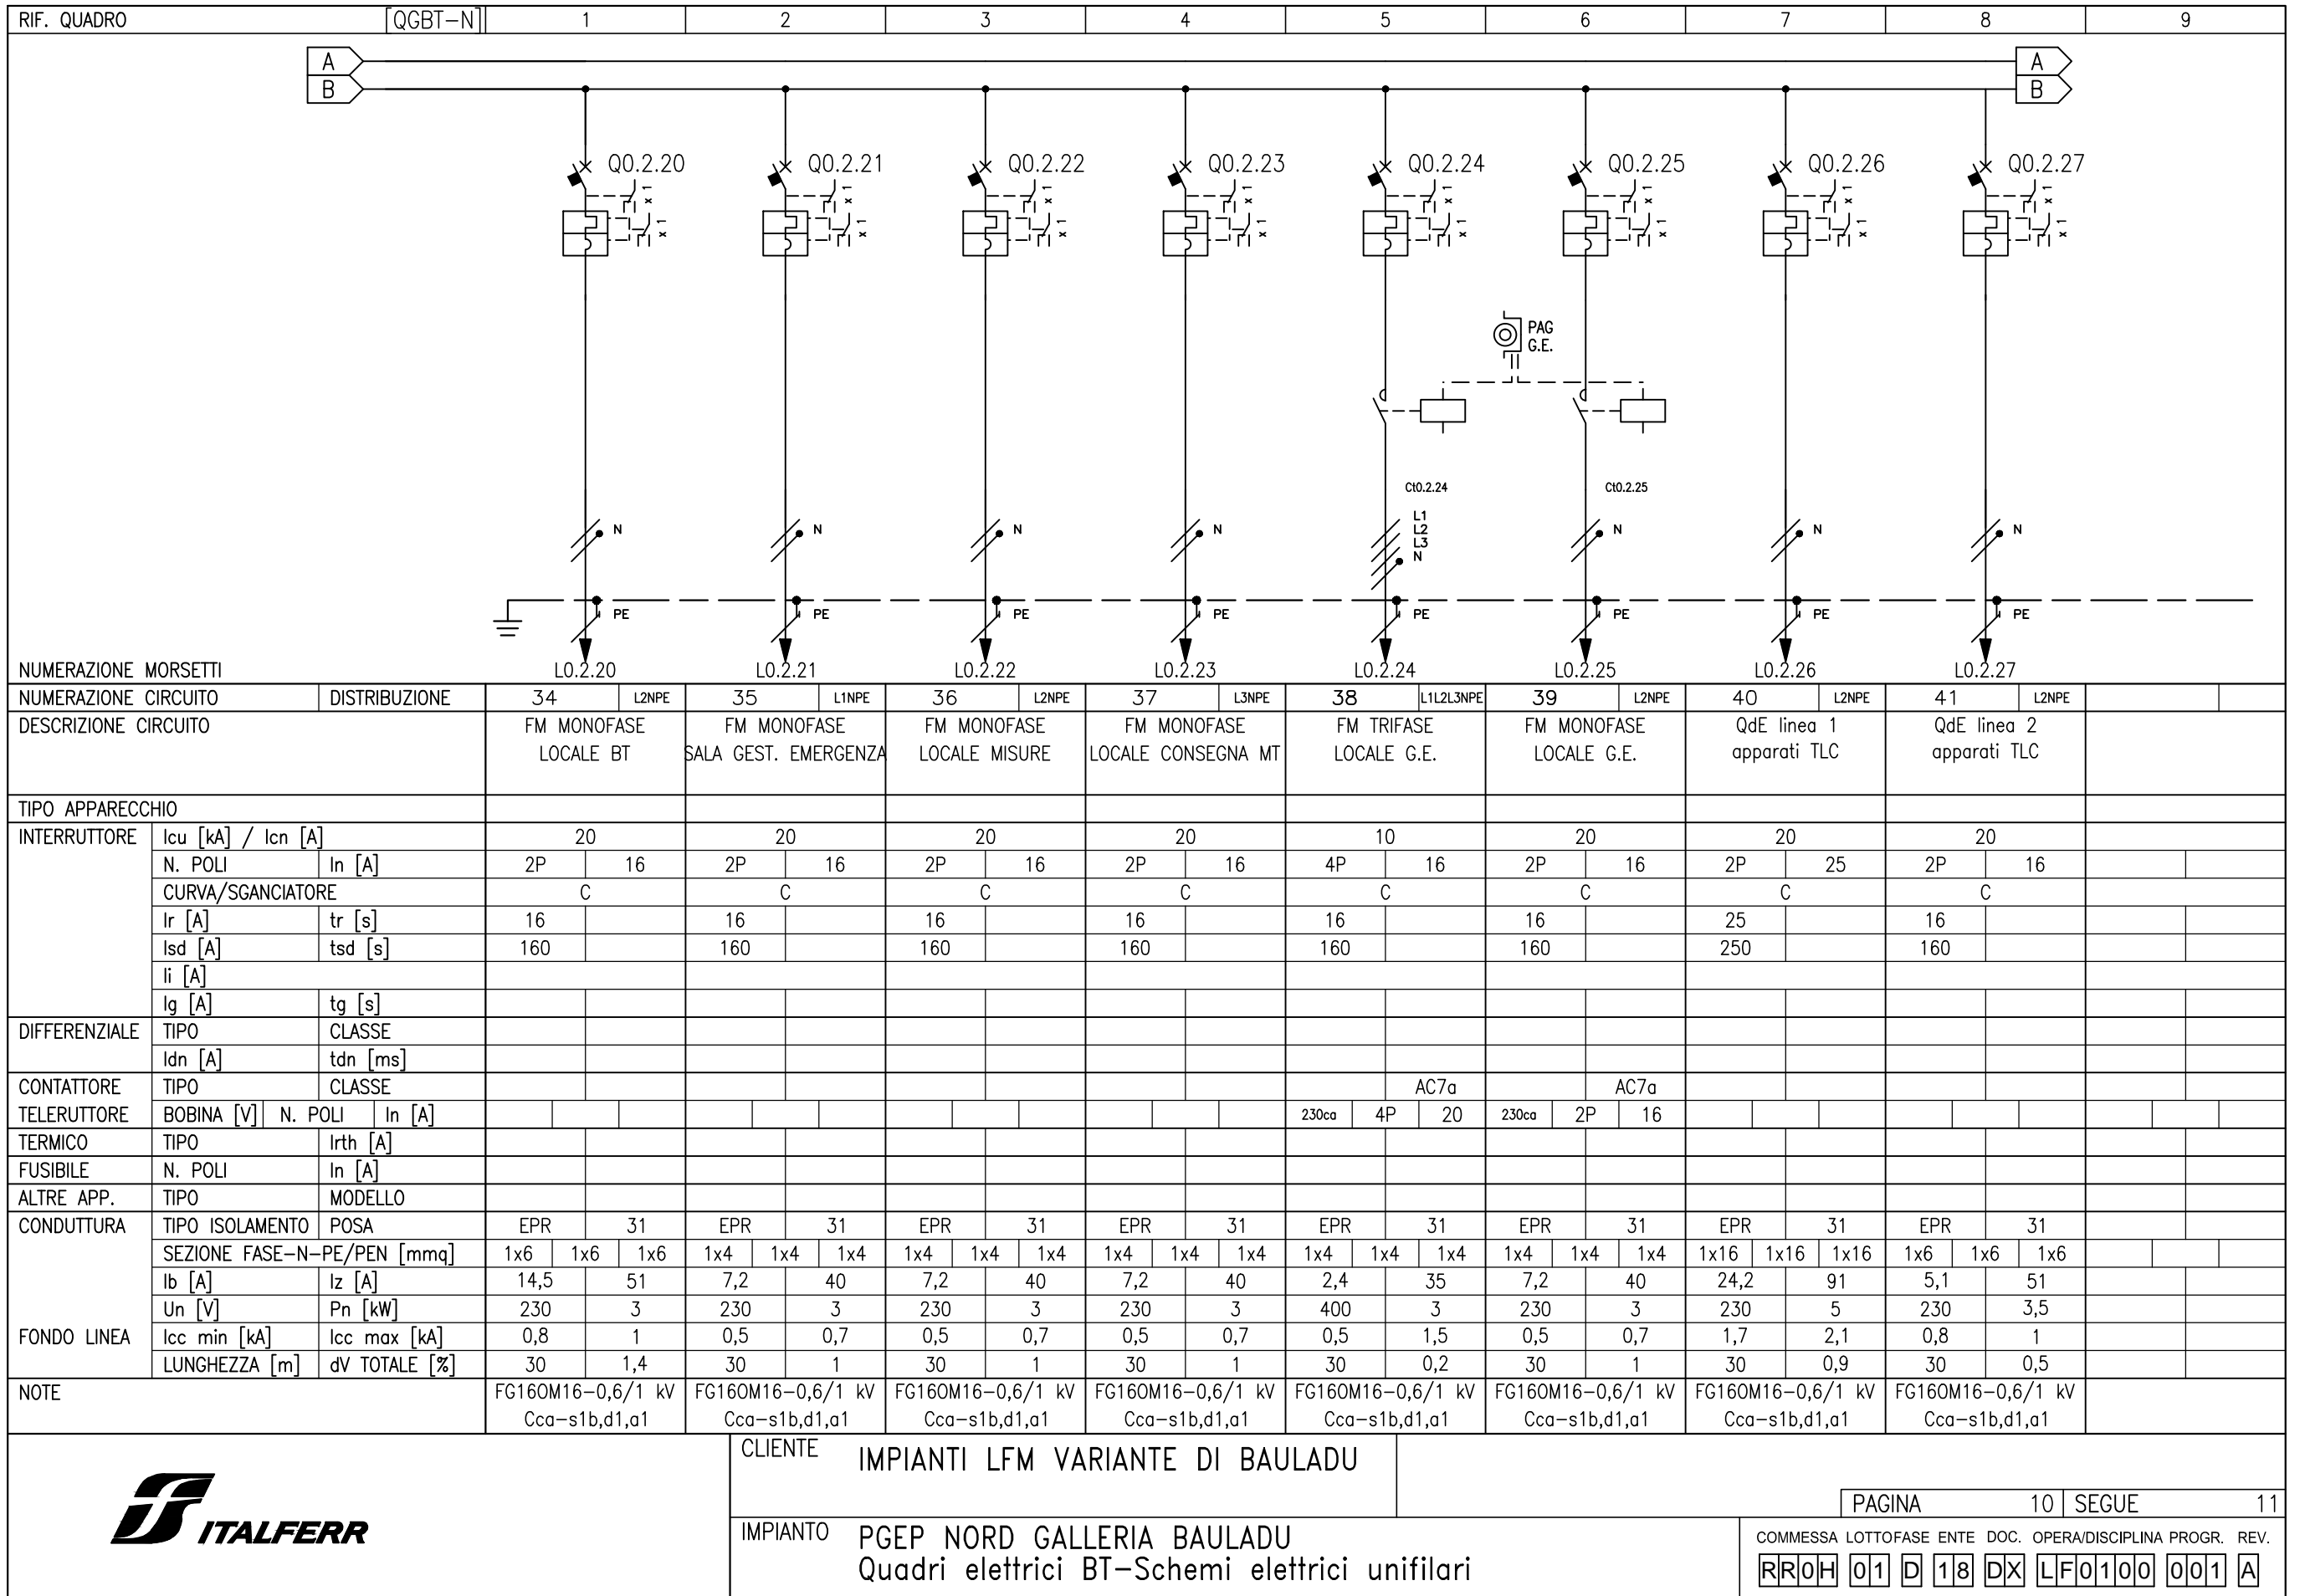 RIF. QUADRO [QGBT-N] 1 2 3 4 5 6 7 8 9
A A
B B
Q0.2.20 Q0.2.21 Q0.2.22 Q0.2.23 Q0.2.24 Q0.2.25 Q0.2.26 Q0.2.27
x 1 x 1 x 1 x 1 x 1 x 1 x 1 x 1
x 1 x 1 x 1 x 1 x 1 x 1 x 1 x 1
PAG
G.E.
Ct0.2.24 Ct0.2.25
L1
L2
L3
N N N N N N N N
PE PE PE PE PE PE PE PE
NUMERAZIONE MORSETTI L0.2.20 L0.2.21 L0.2.22 L0.2.23 L0.2.24 L0.2.25 L0.2.26 L0.2.27
NUMERAZIONE CIRCUITO DISTRIBUZIONE 34 L2NPE 35 L1NPE 36 L2NPE 37 L3NPE 38 L1L2L3NPE 39 L2NPE 40 L2NPE 41 L2NPE
DESCRIZIONE CIRCUITO FM MONOFASE FM MONOFASE FM MONOFASE FM MONOFASE FM TRIFASE FM MONOFASE QdE linea 1 QdE linea 2
LOCALE BT SALA GEST. EMERGENZA LOCALE MISURE LOCALE CONSEGNA MT LOCALE G.E. LOCALE G.E. apparati TLC apparati TLC
TIPO APPARECCHIO
INTERRUTTORE Icu [kA] / Icn [A] 20 20 20 20 10 20 20 20
N. POLI In [A] 2P 16 2P 16 2P 16 2P 16 4P 16 2P 16 2P 25 2P 16
CURVA/SGANCIATORE C C C C C C C C
Ir [A] tr [s] 16 16 16 16 16 16 25 16
Isd [A] tsd [s] 160 160 160 160 160 160 250 160
Ii [A]
Ig [A] tg [s]
DIFFERENZIALE TIPO CLASSE
Idn [A] tdn [ms]
CONTATTORE TIPO CLASSE AC7a AC7a
TELERUTTORE BOBINA [V] N. POLI In [A] 230ca 4P 20 230ca 2P 16
TERMICO TIPO Irth [A]
FUSIBILE N. POLI In [A]
ALTRE APP. TIPO MODELLO
CONDUTTURA TIPO ISOLAMENTO POSA EPR 31 EPR 31 EPR 31 EPR 31 EPR 31 EPR 31 EPR 31 EPR 31
SEZIONE FASE-N-PE/PEN [mmq] 1x6 1x6 1x6 1x4 1x4 1x4 1x4 1x4 1x4 1x4 1x4 1x4 1x4 1x4 1x4 1x4 1x4 1x4 1x16 1x16 1x16 1x6 1x6 1x6
Ib [A] Iz [A] 14,5 51 7,2 40 7,2 40 7,2 40 2,4 35 7,2 40 24,2 91 5,1 51
Un [V] Pn [kW] 230 3 230 3 230 3 230 3 400 3 230 3 230 5 230 3,5
FONDO LINEA Icc min [kA] Icc max [kA] 0,8 1 0,5 0,7 0,5 0,7 0,5 0,7 0,5 1,5 0,5 0,7 1,7 2,1 0,8 1
LUNGHEZZA [m] dV TOTALE [%] 30 1,4 30 1 30 1 30 1 30 0,2 30 1 30 0,9 30 0,5
NOTE FG16OM16-0,6/1 kV FG16OM16-0,6/1 kV FG16OM16-0,6/1 kV FG16OM16-0,6/1 kV FG16OM16-0,6/1 kV FG16OM16-0,6/1 kV FG16OM16-0,6/1 kV FG16OM16-0,6/1 kV
Cca-s1b,d1,a1 Cca-s1b,d1,a1 Cca-s1b,d1,a1 Cca-s1b,d1,a1 Cca-s1b,d1,a1 Cca-s1b,d1,a1 Cca-s1b,d1,a1 Cca-s1b,d1,a1
ITALFERR
CLIENTE IMPIANTI LFM VARIANTE DI BAULADU
PAGINA 10 SEGUE 11
IMPIANTO PGEP NORD GALLERIA BAULADU
Quadri elettrici BT-Schemi elettrici unifilari
COMMESSA LOTTO FASE ENTE DOC. OPERA/DISCIPLINA PROGR. REV.
RR0H 01 D 18 DX LF0100 001 A